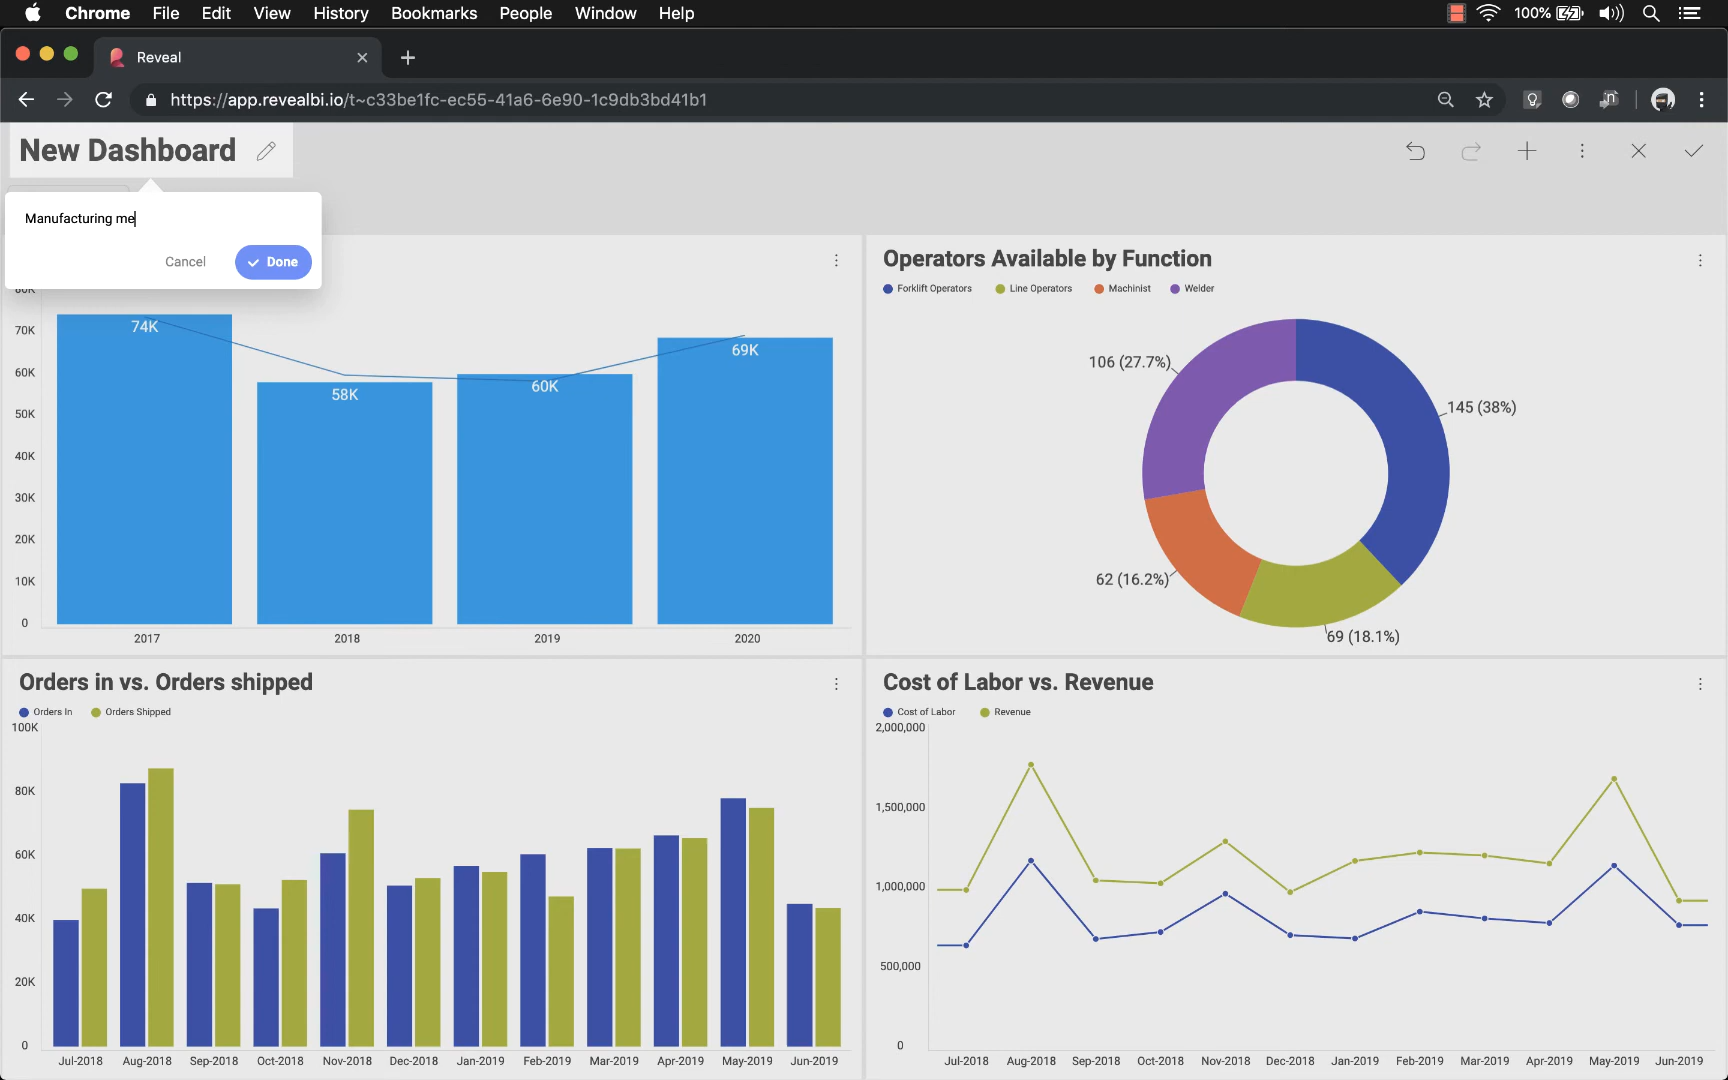 Chrome File Edit View History Bookmarks People Window Help 100%
Reveal
https://app.revealbi.io/t~c33be1fc-ec55-41a6-6e90-1c9db3bd41b1
New Dashboard
Manufacturing me
Cancel Done
80K
70K
60K
50K
40K
30K
20K
10K
0
74K
58K
60K
69K
2017 2018 2019 2020
Operators Available by Function
Forklift Operators Line Operators Machinist Welder
106 (27.7%)
145 (38%)
62 (16.2%)
69 (18.1%)
Orders in vs. Orders shipped
Orders In Orders Shipped
100K
80K
60K
40K
20K
0
Jul-2018 Aug-2018 Sep-2018 Oct-2018 Nov-2018 Dec-2018 Jan-2019 Feb-2019 Mar-2019 Apr-2019 May-2019 Jun-2019
Cost of Labor vs. Revenue
Cost of Labor Revenue
2,000,000
1,500,000
1,000,000
500,000
0
Jul-2018 Aug-2018 Sep-2018 Oct-2018 Nov-2018 Dec-2018 Jan-2019 Feb-2019 Mar-2019 Apr-2019 May-2019 Jun-2019